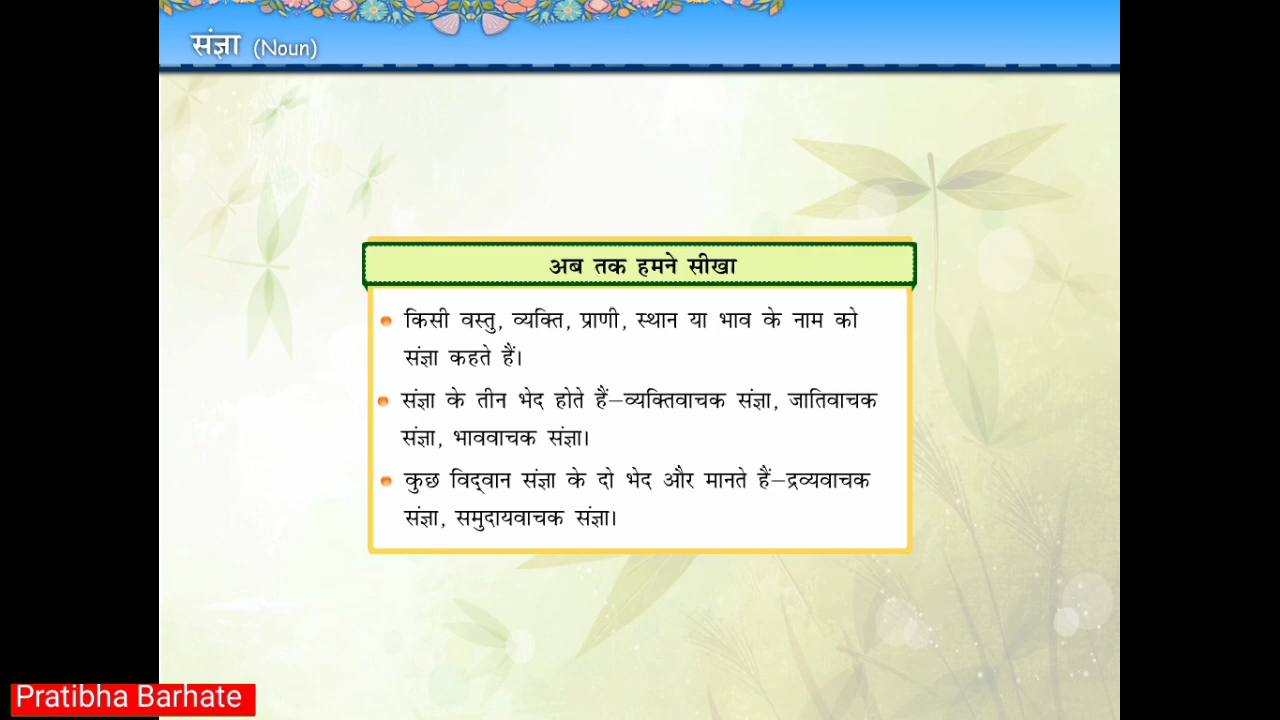 संज्ञा (Noun)
अब तक हमने सीखा
किसी वस्तु, व्यक्ति, प्राणी, स्थान या भाव के नाम को
संज्ञा कहते हैं।
संज्ञा के तीन भेद होते हैं–व्यक्तिवाचक संज्ञा, जातिवाचक
संज्ञा, भाववाचक संज्ञा।
कुछ विद्‌वान संज्ञा के दो भेद और मानते हैं–द्रव्यवाचक
संज्ञा, समुदायवाचक संज्ञा।
Pratibha Barhate